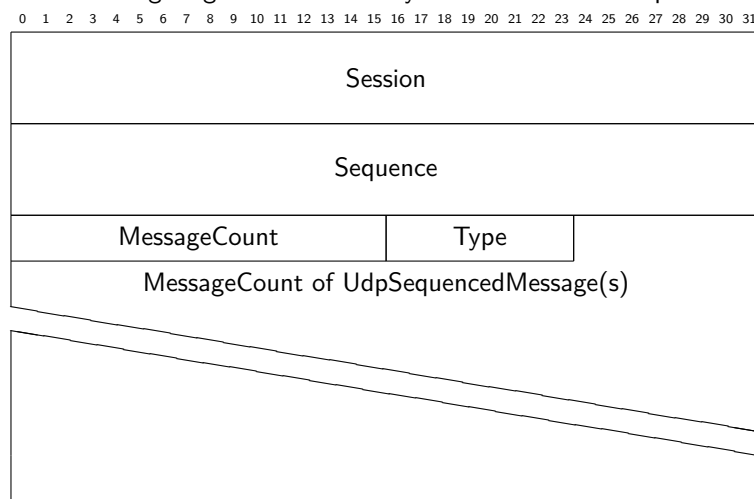 0 1 2 3 4 5 6 7 8 9 10 11 12 13 14 15 16 17 18 19 20 21 22 23 24 25 26 27 28 29 30 31
Session
Sequence
MessageCount Type
MessageCount of UdpSequencedMessage(s)